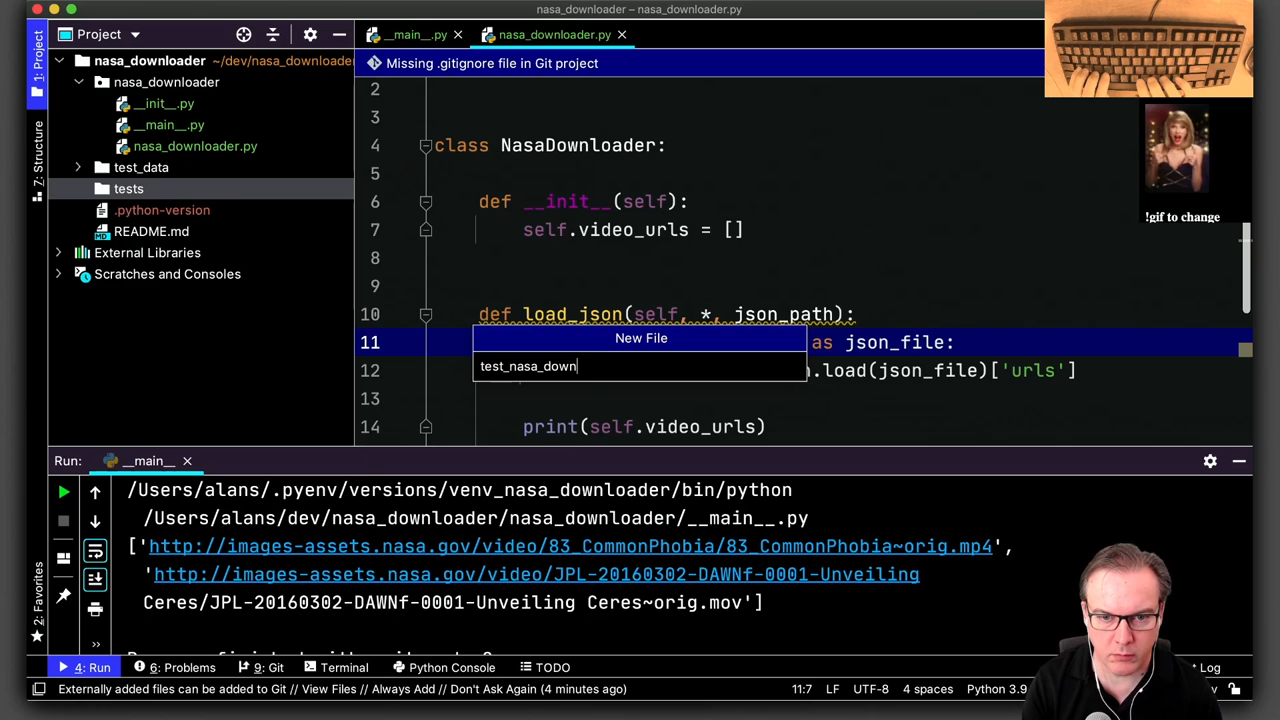 nasa_downloader – nasa_downloader.py
Project
__main__.py
nasa_downloader.py
1: Project
Missing .gitignore file in Git project
nasa_downloader ~/dev/nasa_downloader
nasa_downloader
__init__.py
__main__.py
nasa_downloader.py
test_data
tests
.python-version
README.md
External Libraries
Scratches and Consoles
7: Structure
2: Favorites
2
3
4 class NasaDownloader:
5
6 def __init__(self):
7 self.video_urls = []
8
9
10 def load_json(self, *, json_path):
11 as json_file:
12 .load(json_file)['urls']
13
14 print(self.video_urls)
New File
test_nasa_down
!gif to change
Run: __main__
/Users/alans/.pyenv/versions/venv_nasa_downloader/bin/python
/Users/alans/dev/nasa_downloader/nasa_downloader/__main__.py
['http://images-assets.nasa.gov/video/83_CommonPhobia/83_CommonPhobia~orig.mp4',
'http://images-assets.nasa.gov/video/JPL-20160302-DAWNf-0001-Unveiling
Ceres/JPL-20160302-DAWNf-0001-Unveiling Ceres~orig.mov']
4: Run
6: Problems
9: Git
Terminal
Python Console
TODO
Log
Externally added files can be added to Git // View Files // Always Add // Don't Ask Again (4 minutes ago)
11:7 LF UTF-8 4 spaces Python 3.9